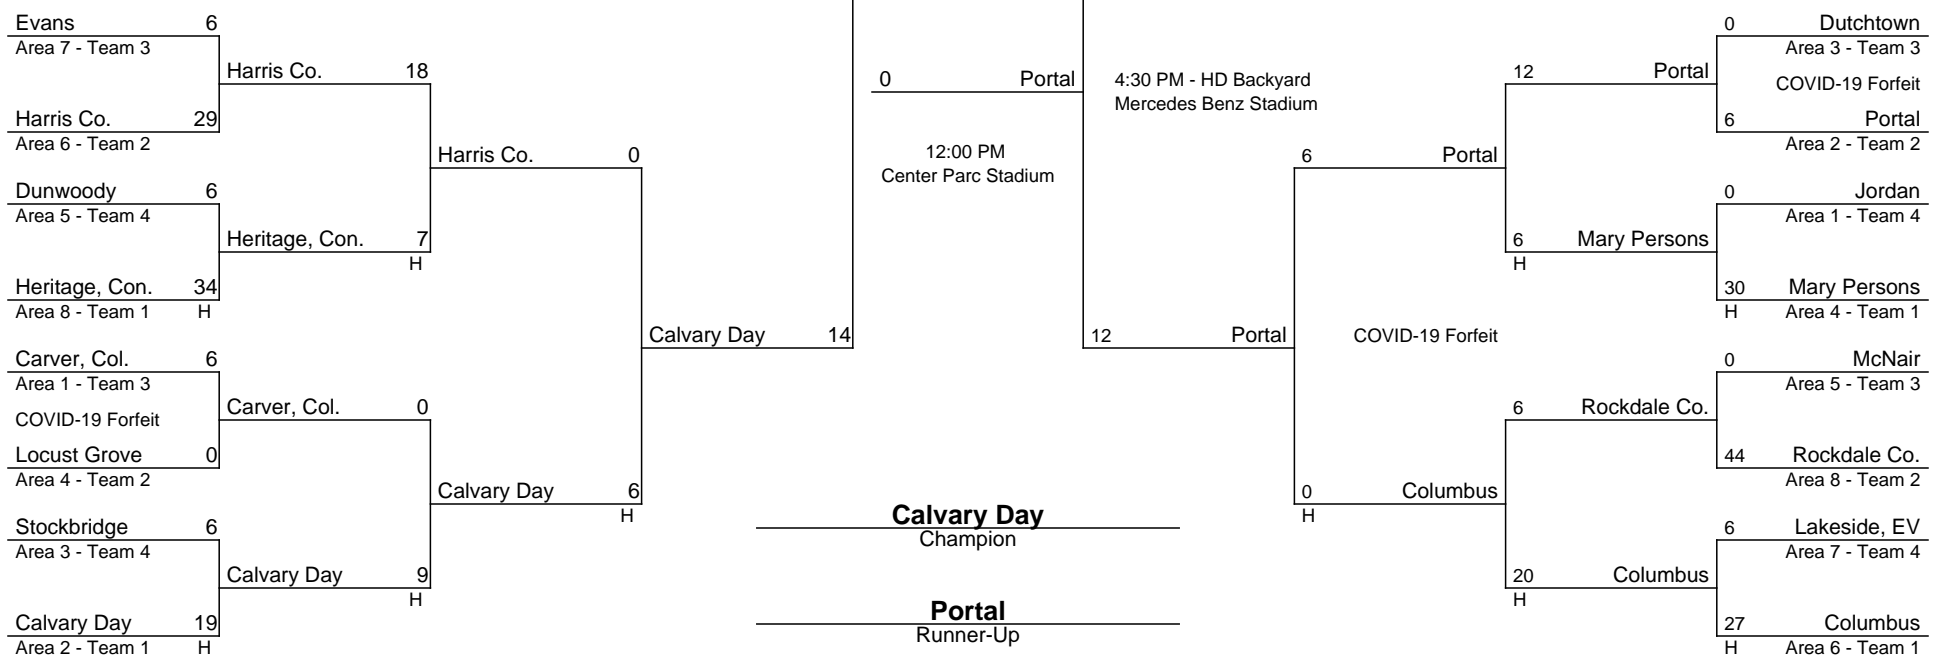 Evans 6
Area 7 - Team 3
Harris Co. 18
Harris Co. 29
Area 6 - Team 2
Harris Co. 0
Dunwoody 6
Area 5 - Team 4
Heritage, Con. 7
H
Heritage, Con. 34
Area 8 - Team 1 H
Calvary Day 14
Carver, Col. 6
Area 1 - Team 3
COVID-19 Forfeit
Carver, Col. 0
Locust Grove 0
Area 4 - Team 2
Calvary Day 6
H
Stockbridge 6
Area 3 - Team 4
Calvary Day 9
H
Calvary Day 19
Area 2 - Team 1 H
0 Portal
12:00 PM
Center Parc Stadium
4:30 PM - HD Backyard
Mercedes Benz Stadium
Calvary Day
Champion
Portal
Runner-Up
0 Dutchtown
Area 3 - Team 3
12 Portal
COVID-19 Forfeit
6 Portal
Area 2 - Team 2
6 Portal
0 Jordan
Area 1 - Team 4
6 Mary Persons
H
30 Mary Persons
H Area 4 - Team 1
12 Portal
COVID-19 Forfeit
0 McNair
Area 5 - Team 3
6 Rockdale Co.
44 Rockdale Co.
Area 8 - Team 2
0 Columbus
H
6 Lakeside, EV
Area 7 - Team 4
20 Columbus
H
27 Columbus
H Area 6 - Team 1